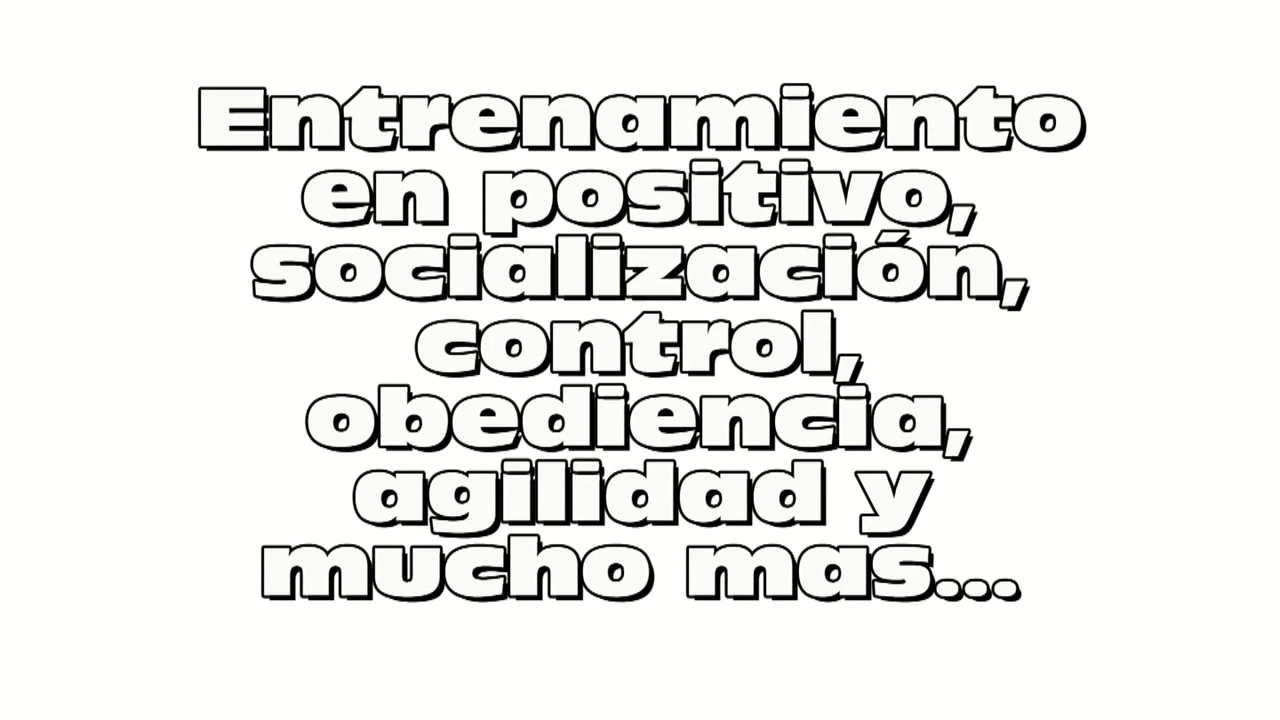 Entrenamiento
en positivo,
socialización,
control,
obediencia,
agilidad y
mucho mas...